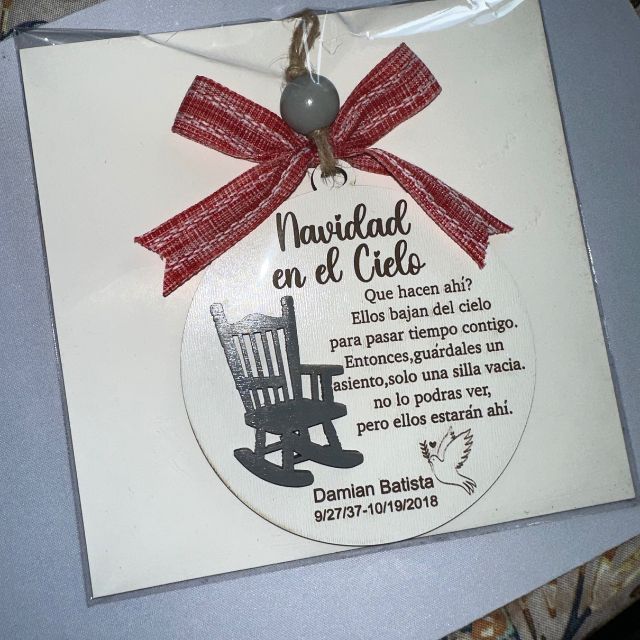 Navidad
en el Cielo
Que hacen ahí?
Ellos bajan del cielo
para pasar tiempo contigo.
Entonces,guárdales un
asiento,solo una silla vacia.
no lo podras ver,
pero ellos estarán ahí.
Damian Batista
9/27/37-10/19/2018